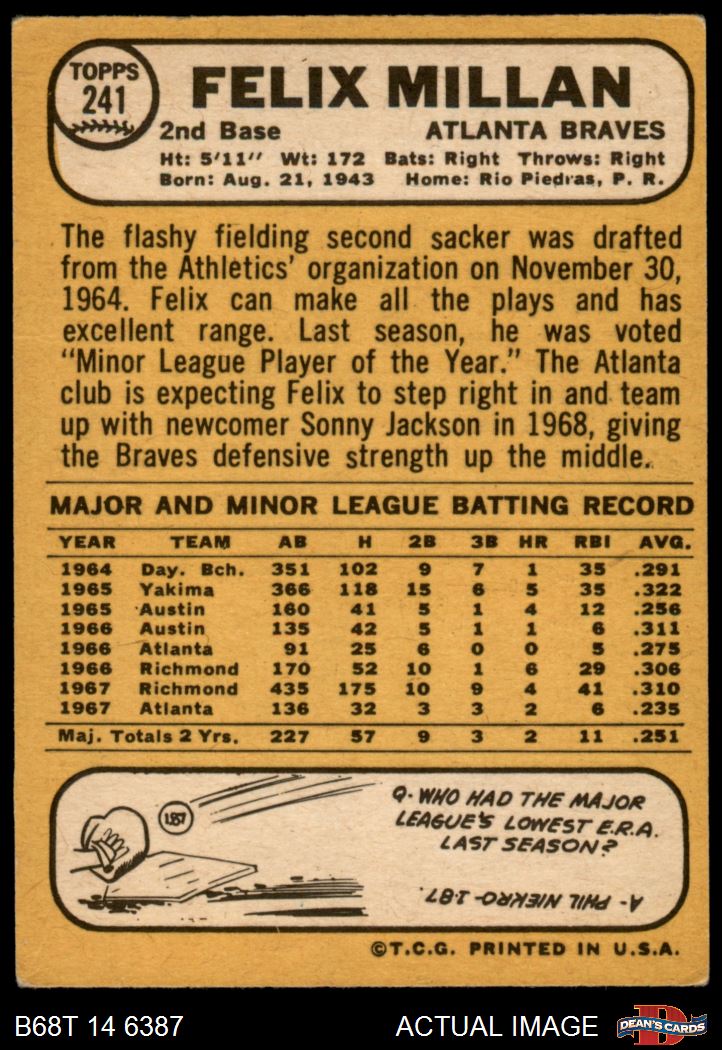 TOPPS
241
FELIX MILLAN
2nd Base ATLANTA BRAVES
Ht: 5'11" Wt: 172 Bats: Right Throws: Right
Born: Aug. 21, 1943 Home: Rio Piedras, P. R.
The flashy fielding second sacker was drafted
from the Athletics' organization on November 30,
1964. Felix can make all the plays and has
excellent range. Last season, he was voted
"Minor League Player of the Year." The Atlanta
club is expecting Felix to step right in and team
up with newcomer Sonny Jackson in 1968, giving
the Braves defensive strength up the middle.
MAJOR AND MINOR LEAGUE BATTING RECORD
YEAR TEAM AB H 2B 3B HR RBI AVG.
1964 Day. Bch. 351 102 9 7 1 35 .291
1965 Yakima 366 118 15 6 5 35 .322
1965 Austin 160 41 5 1 4 12 .256
1966 Austin 135 42 5 1 1 6 .311
1966 Atlanta 91 25 6 0 0 5 .275
1966 Richmond 170 52 10 1 6 29 .306
1967 Richmond 435 175 10 9 4 41 .310
1967 Atlanta 136 32 3 3 2 6 .235
Maj. Totals 2 Yrs. 227 57 9 3 2 11 .251
1.87
Q- WHO HAD THE MAJOR
LEAGUE'S LOWEST E.R.A.
LAST SEASON?
A- PHIL NIEKRO- 1.87.
©T.C.G. PRINTED IN U.S.A.
B68T 14 6387 ACTUAL IMAGE
D
DEAN'S CARDS